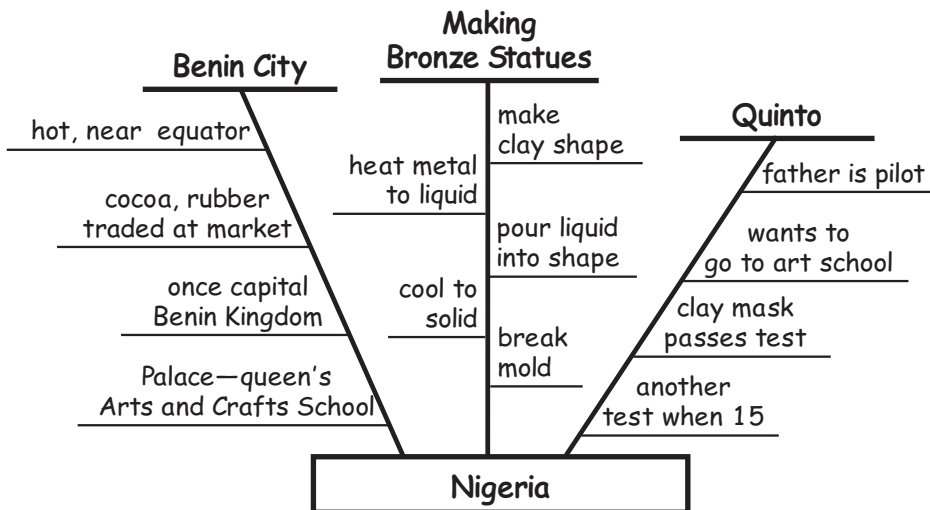 Benin City
hot, near equator
cocoa, rubber
traded at market
once capital
Benin Kingdom
Palace—queen's
Arts and Crafts School
Making
Bronze Statues
make
clay shape
heat metal
to liquid
pour liquid
into shape
cool to
solid
break
mold
Quinto
father is pilot
wants to
go to art school
clay mask
passes test
another
test when 15
Nigeria